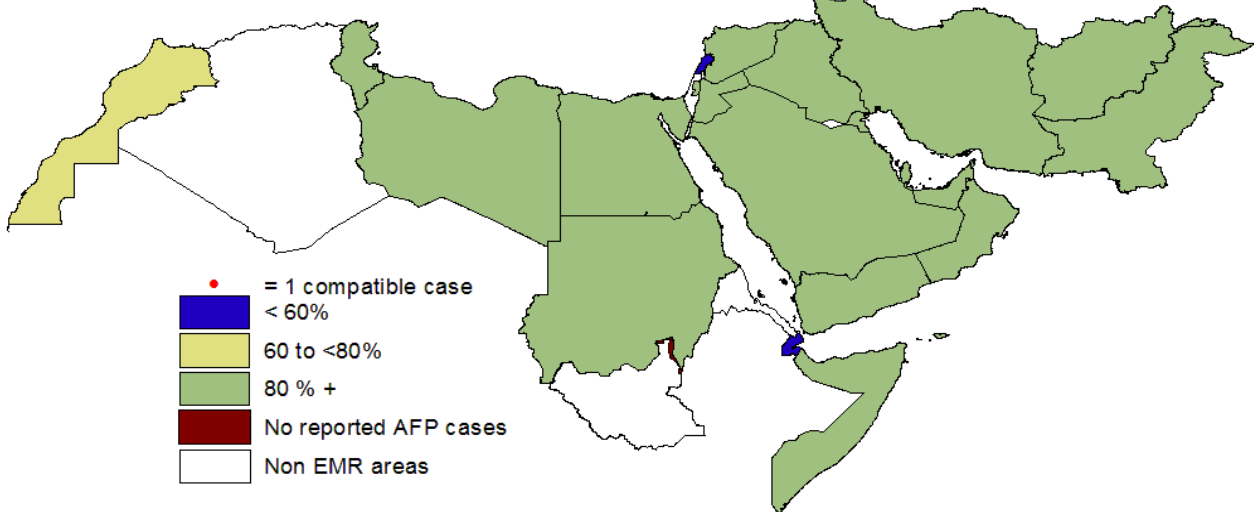 = 1 compatible case
< 60%
60 to <80%
80 % +
No reported AFP cases
Non EMR areas